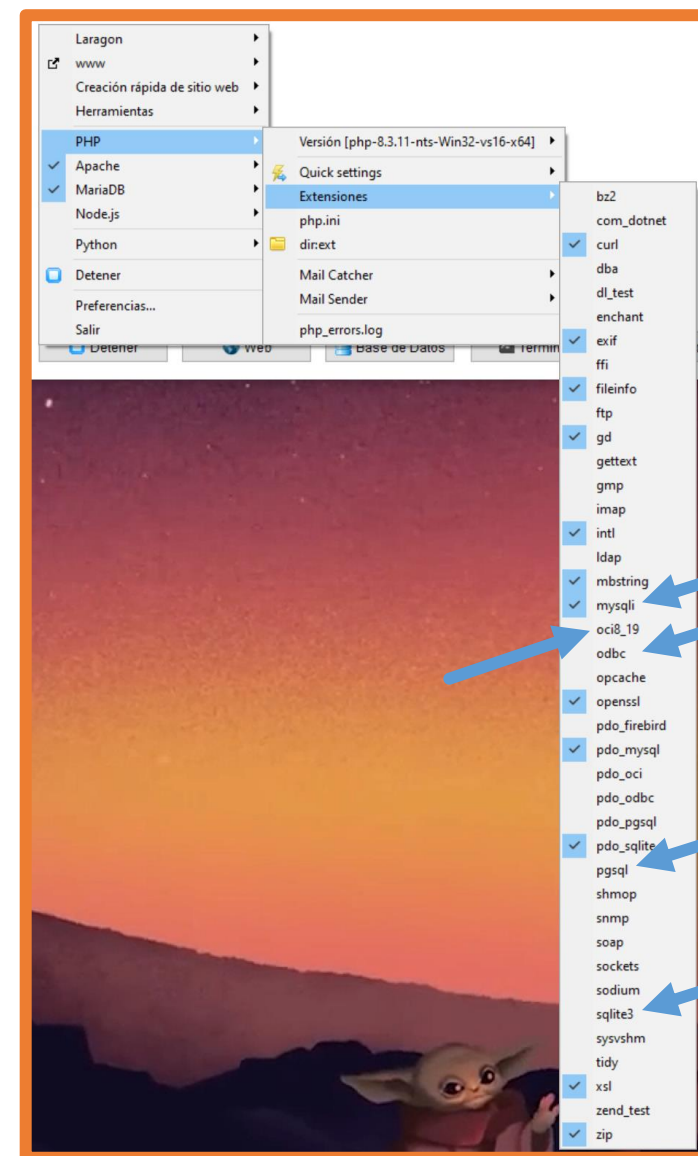 Laragon
www
Creación rápida de sitio web
Herramientas
PHP
Apache
MariaDB
Node.js
Python
Detener
Preferencias...
Salir
Versión [php-8.3.11-nts-Win32-vs16-x64]
Quick settings
Extensiones
php.ini
dir:ext
Mail Catcher
Mail Sender
php_errors.log
bz2
com_dotnet
curl
dba
dl_test
enchant
exif
ffi
fileinfo
ftp
gd
gettext
gmp
imap
intl
ldap
mbstring
mysqli
oci8_19
odbc
opcache
openssl
pdo_firebird
pdo_mysql
pdo_oci
pdo_odbc
pdo_pgsql
pdo_sqlite
pgsql
shmop
snmp
soap
sockets
sodium
sqlite3
sysvshm
tidy
xsl
zend_test
zip
Detener Web Base de Datos